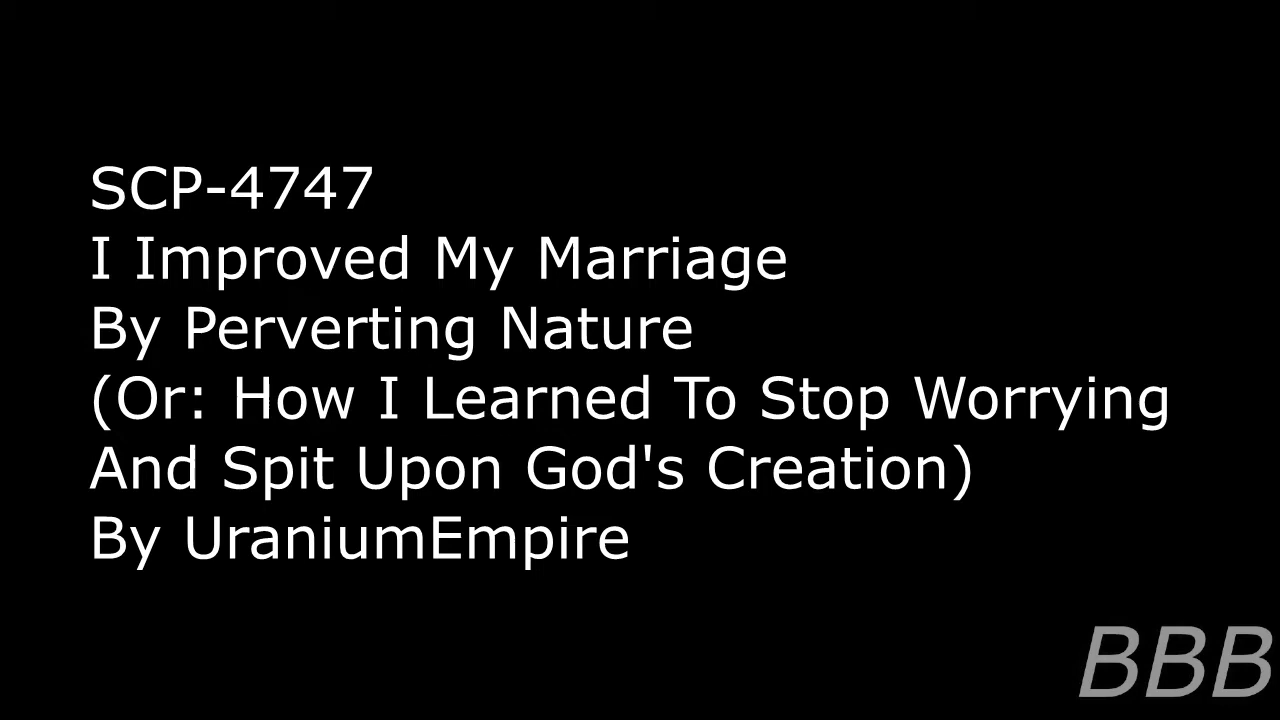 SCP-4747
I Improved My Marriage
By Perverting Nature
(Or: How I Learned To Stop Worrying
And Spit Upon God's Creation)
By UraniumEmpire
BBB